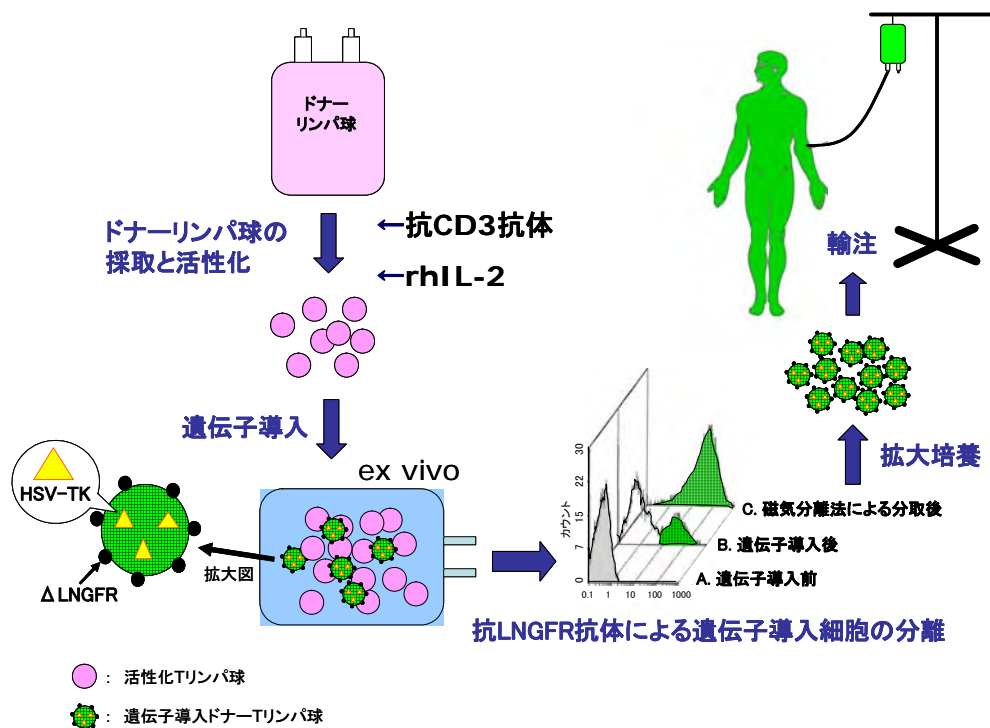 ドナー
リンパ球
ドナーリンパ球の
採取と活性化
←抗CD3抗体
←rhIL-2
遺伝子導入
ex vivo
HSV-TK
ΔLNGFR
拡大図
カウント
30
22
15
7
0
0.1 1 10 100 1000
C. 磁気分離法による分取後
B. 遺伝子導入後
A. 遺伝子導入前
抗LNGFR抗体による遺伝子導入細胞の分離
拡大培養
輸注
： 活性化Tリンパ球
： 遺伝子導入ドナーTリンパ球